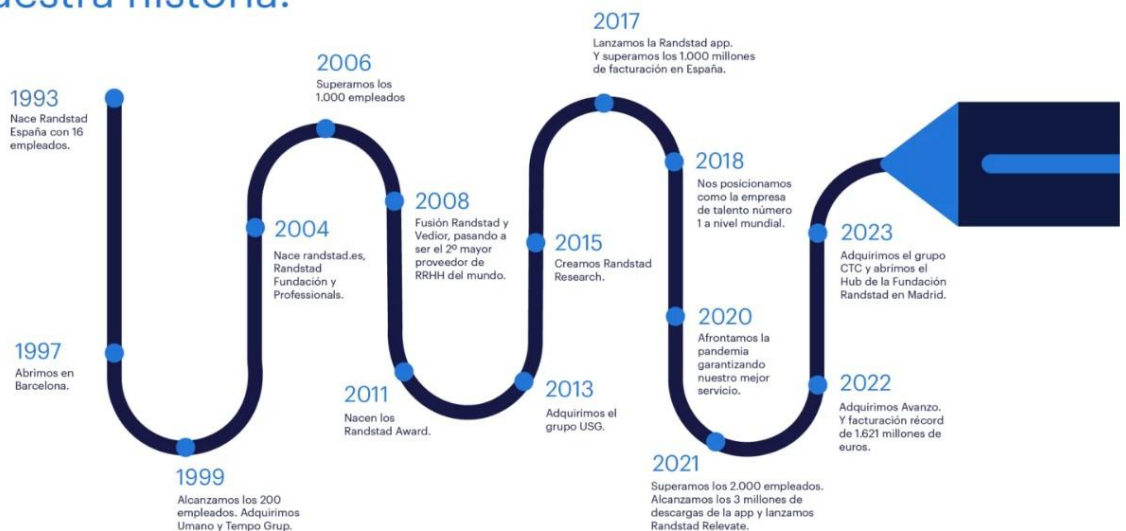 historia.
1993
Nace Randstad
España con 16
empleados.
1997
Abrimos en
Barcelona.
1999
Alcanzamos los 200
empleados. Adquirimos
Umano y Tempo Grup.
2004
Nace randstad.es,
Randstad
Fundación y
Professionals.
2006
Superamos los
1.000 empleados
2008
Fusión Randstad y
Vedior, pasando a
ser el 2º mayor
proveedor de
RRHH del mundo.
2011
Nacen los
Randstad Award.
2013
Adquirimos el
grupo USG.
2015
Creamos Randstad
Research.
2017
Lanzamos la Randstad app.
Y superamos los 1.000 millones
de facturación en España.
2018
Nos posicionamos
como la empresa
de talento número
1 a nivel mundial.
2020
Afrontamos la
pandemia
garantizando
nuestro mejor
servicio.
2021
Superamos los 2.000 empleados.
Alcanzamos los 3 millones de
descargas de la app y lanzamos
Randstad Relevate.
2022
Adquirimos Avanzo.
Y facturación récord
de 1.621 millones de
euros.
2023
Adquirimos el grupo
CTC y abrimos el
Hub de la Fundación
Randstad en Madrid.